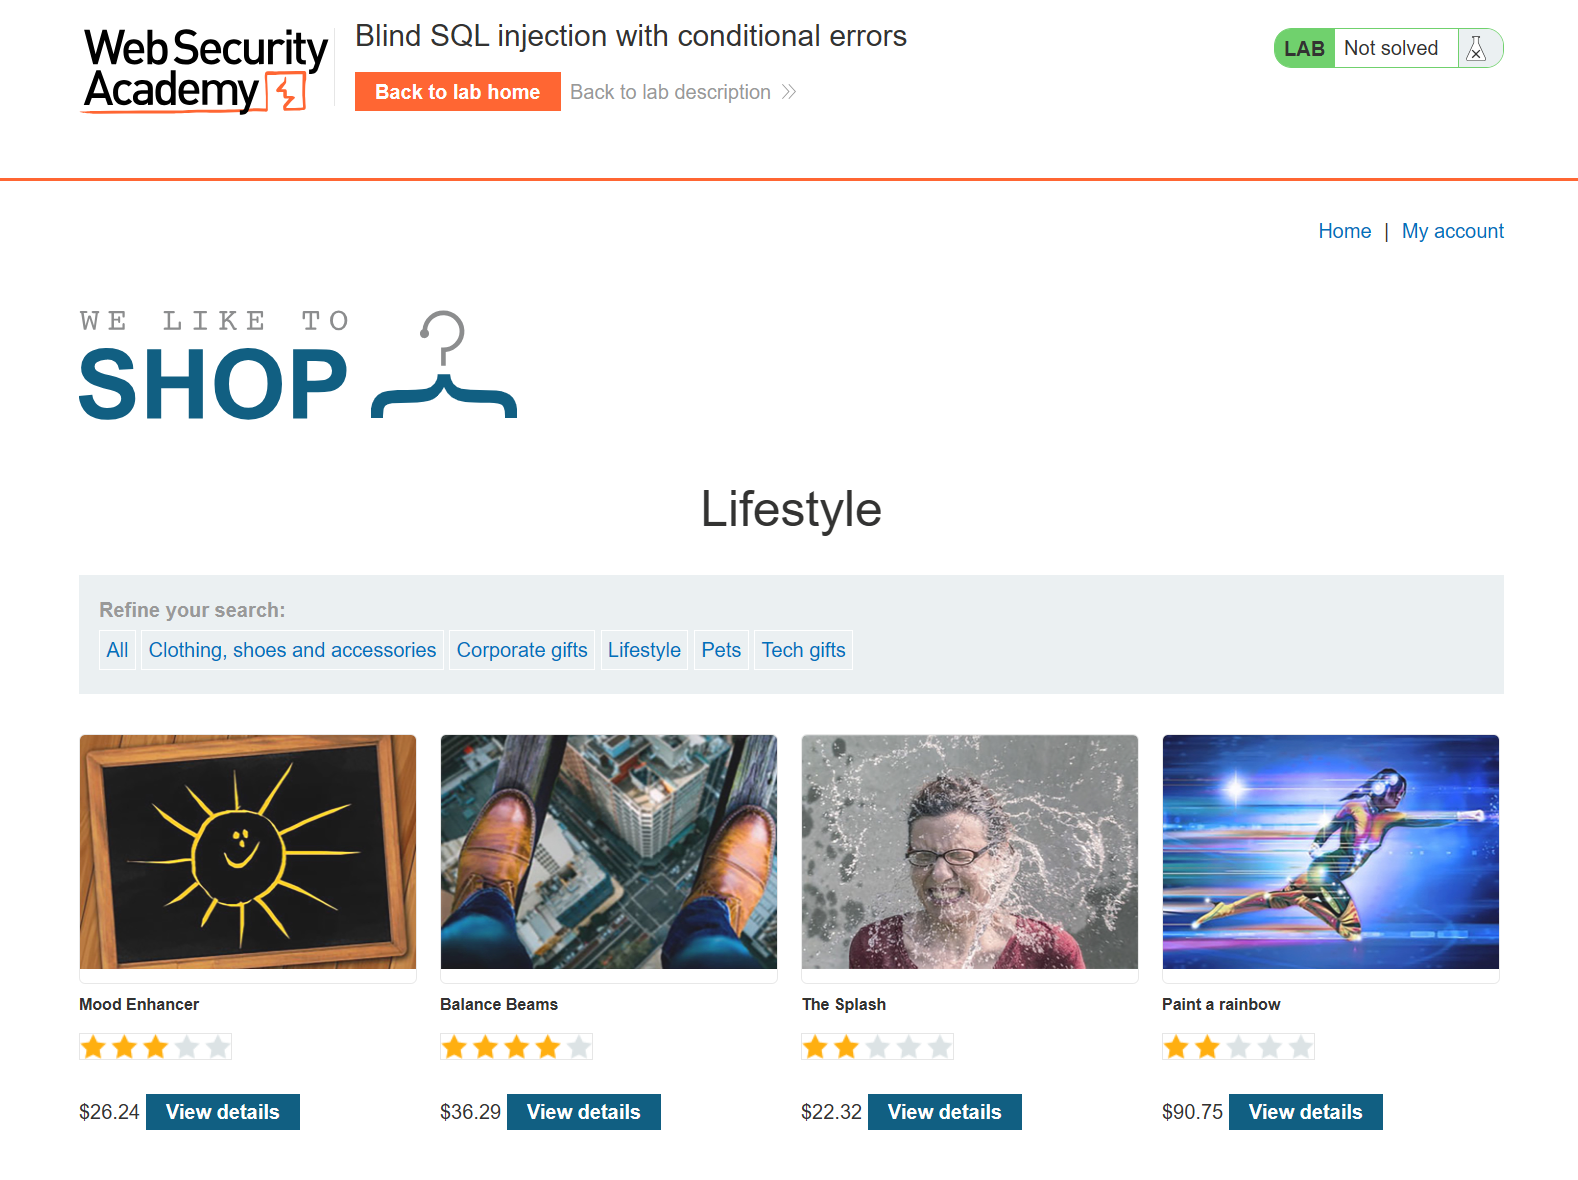 Web Security
Academy
Blind SQL injection with conditional errors
Back to lab home
Back to lab description
LAB Not solved
Home | My account
WE LIKE TO
SHOP
Lifestyle
Refine your search:
All Clothing, shoes and accessories Corporate gifts Lifestyle Pets Tech gifts
Mood Enhancer Balance Beams The Splash Paint a rainbow
$26.24 View details $36.29 View details $22.32 View details $90.75 View details